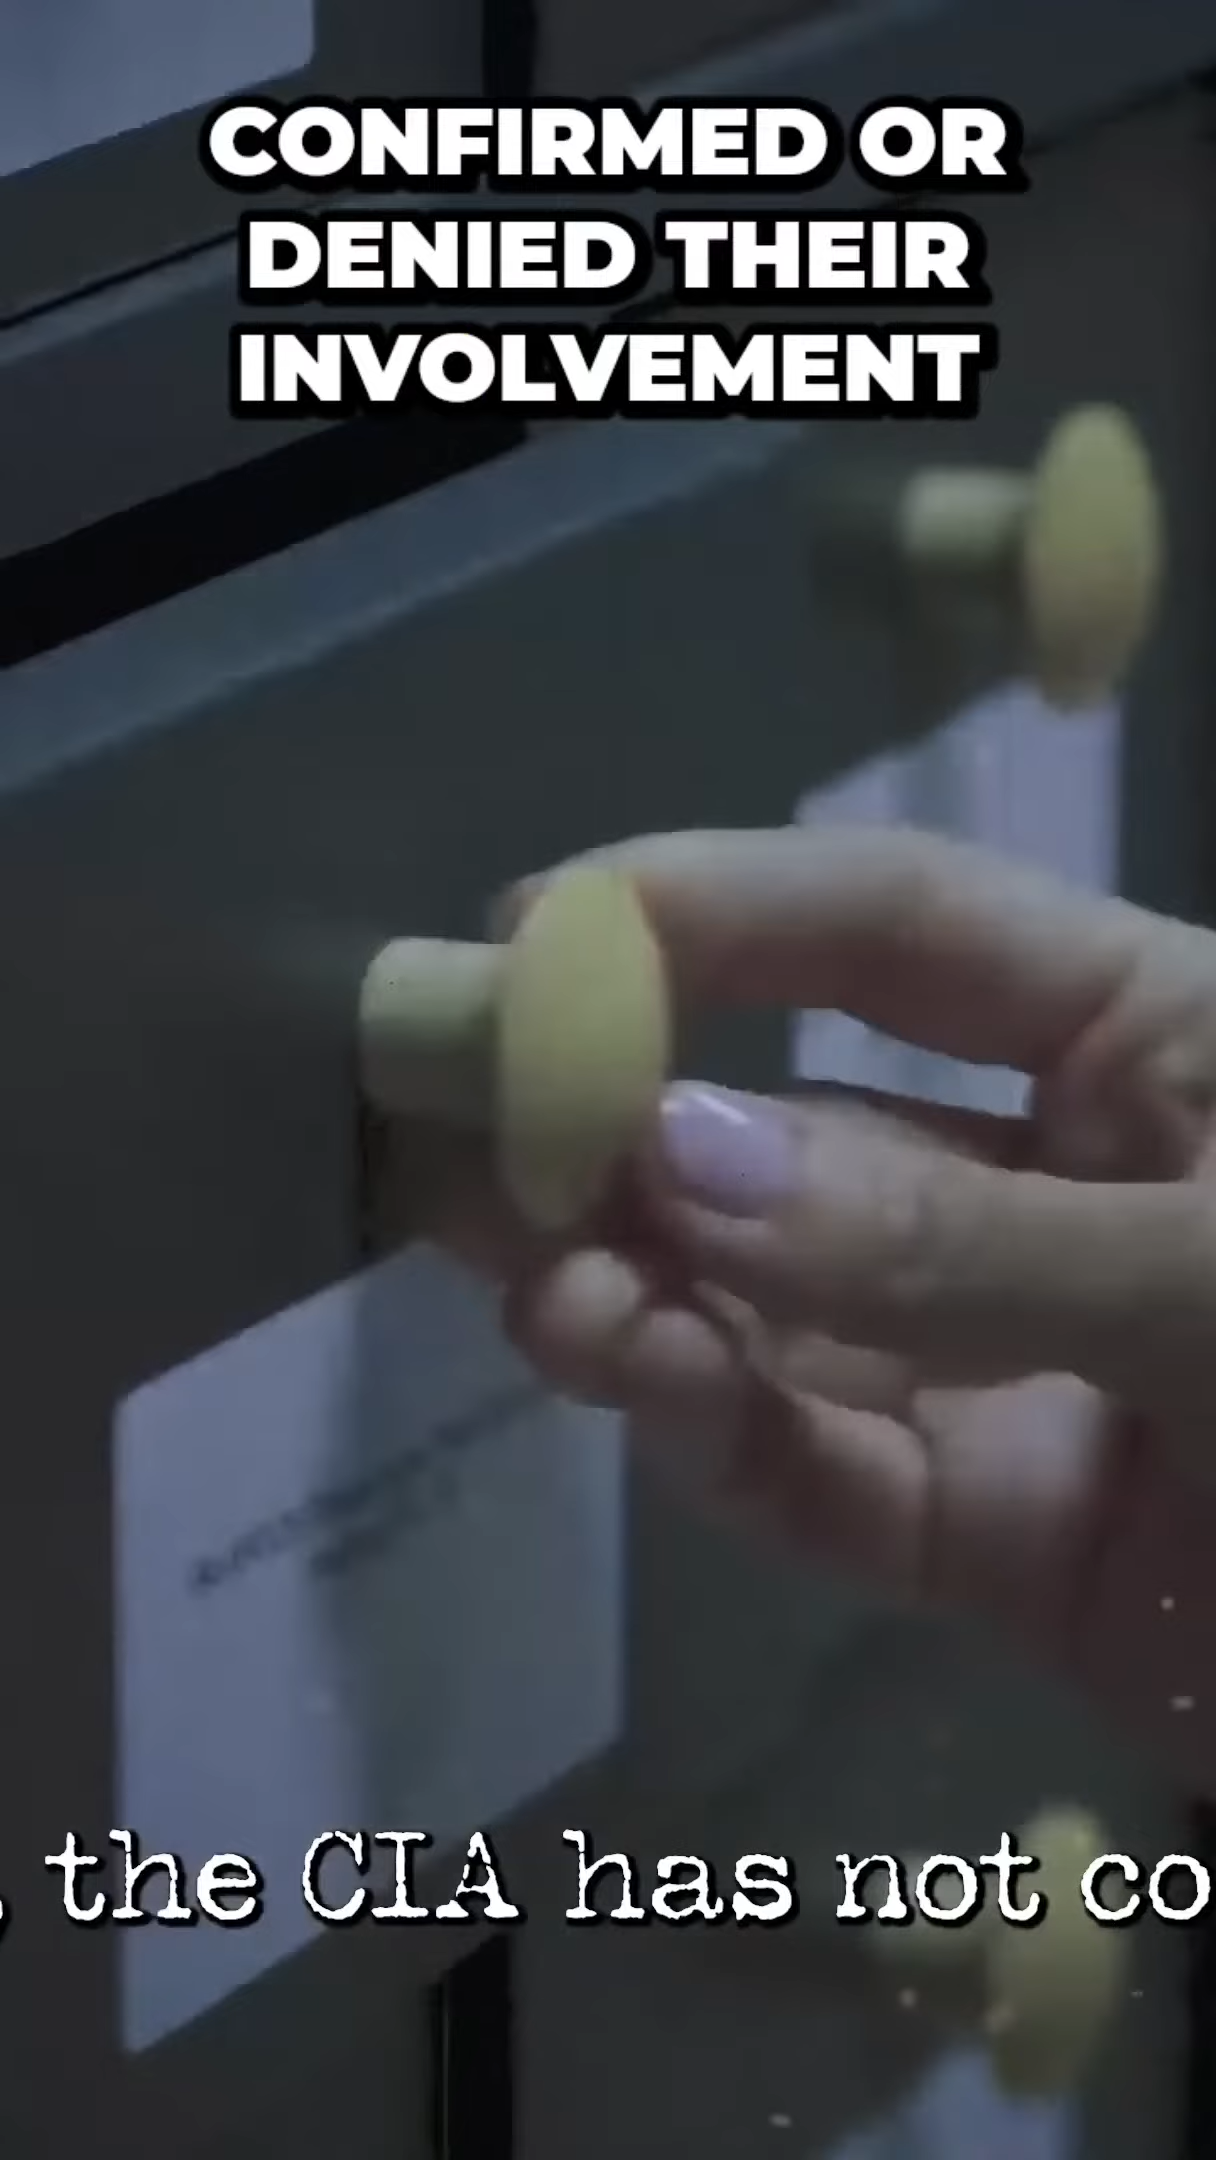 CONFIRMED OR
DENIED THEIR
INVOLVEMENT
, the CIA has not co